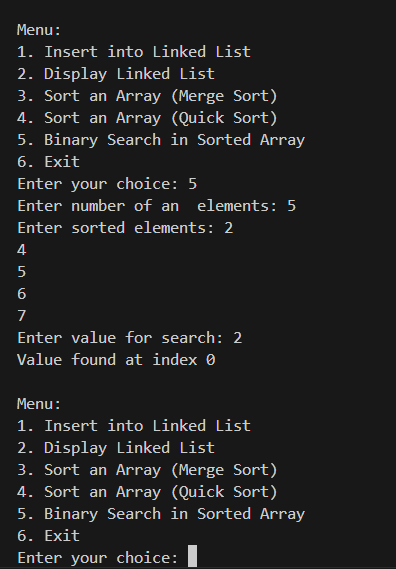 Menu:
1. Insert into Linked List
2. Display Linked List
3. Sort an Array (Merge Sort)
4. Sort an Array (Quick Sort)
5. Binary Search in Sorted Array
6. Exit
Enter your choice: 5
Enter number of an  elements: 5
Enter sorted elements: 2
4
5
6
7
Enter value for search: 2
Value found at index 0
Menu:
1. Insert into Linked List
2. Display Linked List
3. Sort an Array (Merge Sort)
4. Sort an Array (Quick Sort)
5. Binary Search in Sorted Array
6. Exit
Enter your choice: